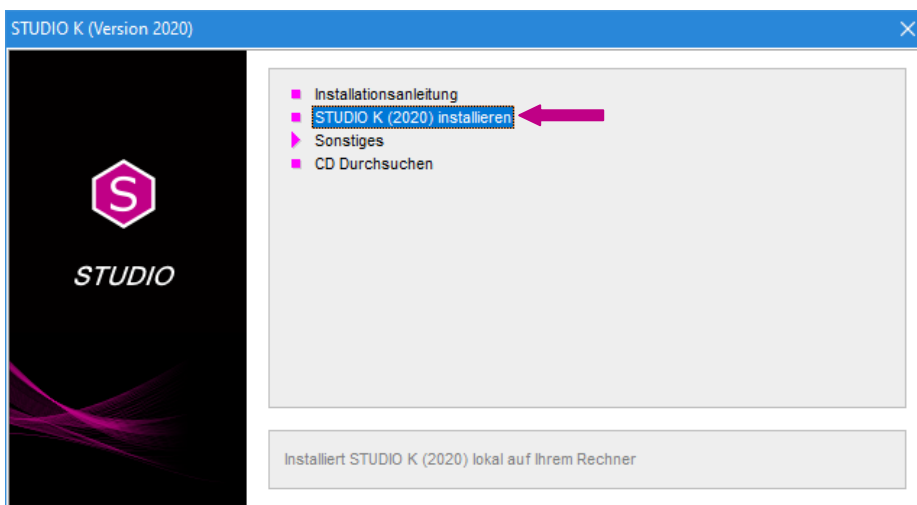 STUDIO K (Version 2020)
Installationsanleitung
STUDIO K (2020) installieren
Sonstiges
CD Durchsuchen
S
STUDIO
Installiert STUDIO K (2020) lokal auf Ihrem Rechner